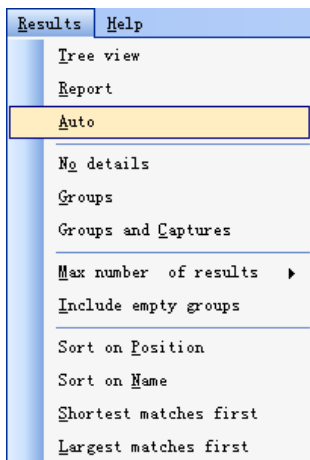 Results Help
Tree view
Report
Auto
No details
Groups
Groups and Captures
Max number of results
Include empty groups
Sort on Position
Sort on Name
Shortest matches first
Largest matches first